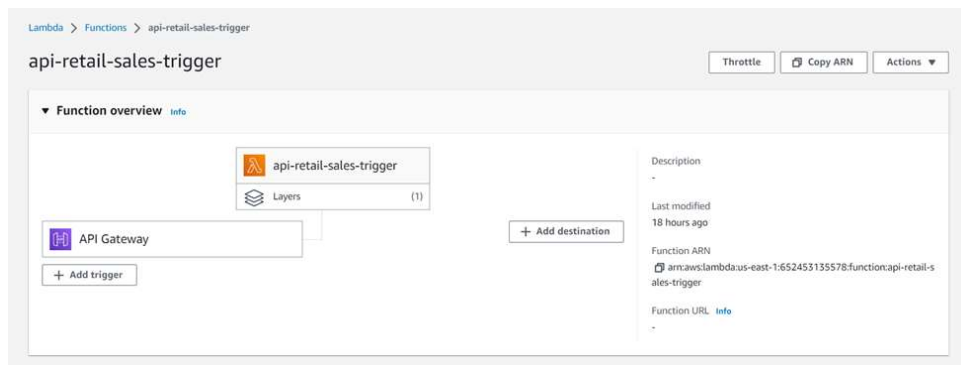 Lambda > Functions > api-retail-sales-trigger
api-retail-sales-trigger
Throttle
Copy ARN
Actions
Function overview Info
api-retail-sales-trigger
Layers (1)
API Gateway
+ Add trigger
+ Add destination
Description
-
Last modified
18 hours ago
Function ARN
arn:aws:lambda:us-east-1:652453135578:function:api-retail-s
ales-trigger
Function URL Info
-